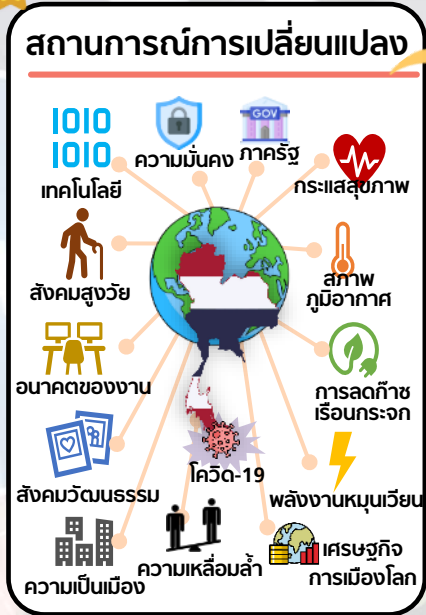 สถานการณ์การเปลี่ยนแปลง
1010
1010
เทคโนโลยี
ความมั่นคง
GOV
ภาครัฐ
กระแสสุขภาพ
สังคมสูงวัย
สภาพ
ภูมิอากาศ
อนาคตของงาน
การลดก๊าซ
เรือนกระจก
สังคมวัฒนธรรม
โควิด-19
พลังงานหมุนเวียน
ความเป็นเมือง
ความเหลื่อมล้ำ
เศรษฐกิจ
การเมืองโลก